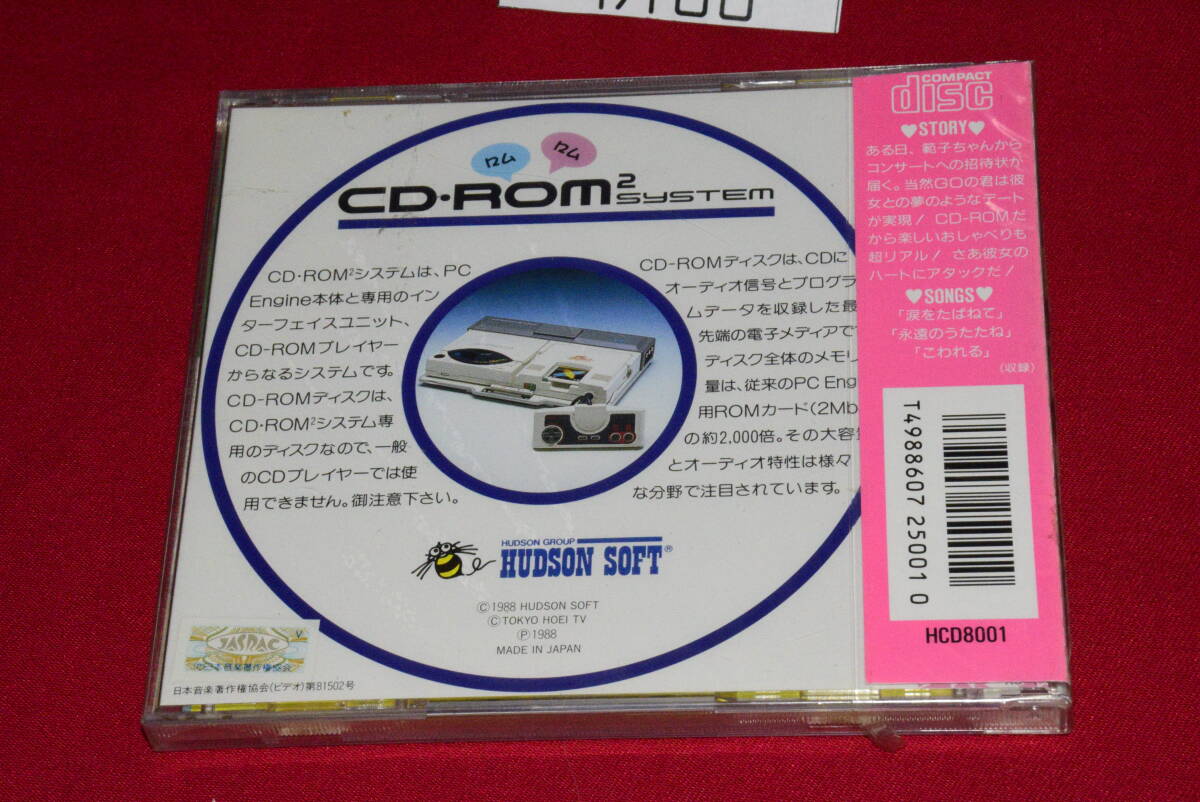 ロム
ロム
CD・ROM² SYSTEM
CD・ROM²システムは、PC
Engine本体と専用のイン
ターフェイスユニット、
CD-ROMプレイヤー
からなるシステムです。
CD-ROMディスクは、
CD・ROM²システム専
用のディスクなので、一般
のCDプレイヤーでは使
用できません。御注意下さい。
CD-ROMディスクは、CDに
オーディオ信号とプログラ
ムデータを収録した最
先端の電子メディアで
ディスク全体のメモリ
量は、従来のPC Eng
用ROMカード(2Mb
の約2,000倍。その大容
とオーディオ特性は様々
な分野で注目されています。
HUDSON GROUP
HUDSON SOFT®
©1988 HUDSON SOFT
©TOKYO HOEI TV
Ⓟ1988
MADE IN JAPAN
JASRAC
V
日本音楽著作権協会
日本音楽著作権協会(ビデオ)第81502号
COMPACT
disc
♥STORY♥
ある日、範子ちゃんから
コンサートへの招待状が
届く。当然GOの君は彼
女との夢のようなデート
が実現! CD-ROMだ
から楽しいおしゃべりも
超リアル! さあ彼女の
ハートにアタックだ!
♥SONGS♥
「涙をたばねて」
「永遠のうたたね」
「こわれる」
(収録)
T4988607 250010
HCD8001